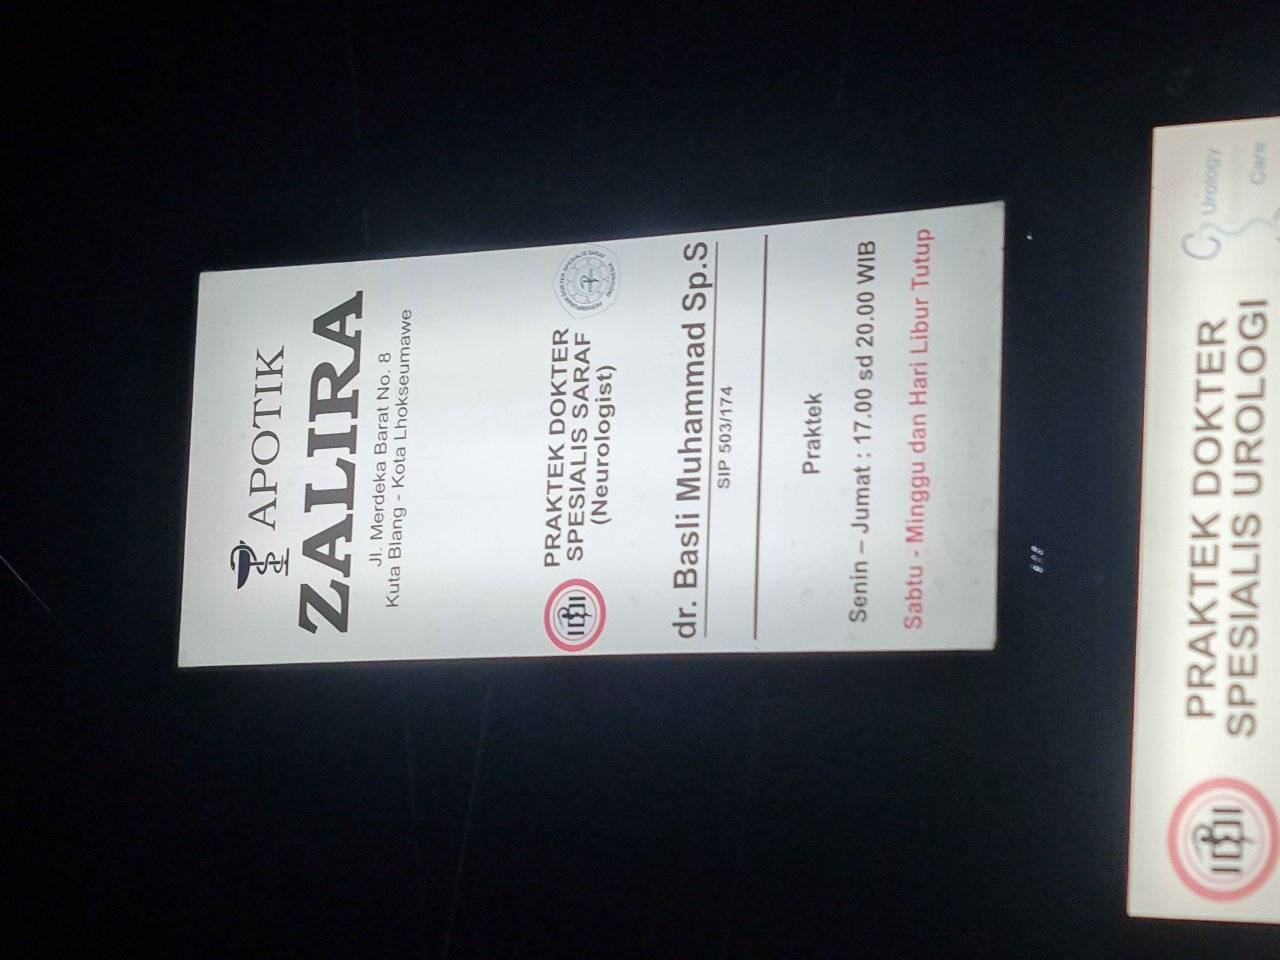 APOTIK
ZALIRA
Jl. Merdeka Barat No. 8
Kuta Blang - Kota Lhokseumawe
IDI
PRAKTEK DOKTER
SPESIALIS SARAF
(Neurologist)
dr. Basli Muhammad Sp.S
SIP 503/174
Praktek
Senin – Jumat : 17.00 sd 20.00 WIB
Sabtu - Minggu dan Hari Libur Tutup
Urology
Care
IDI
PRAKTEK DOKTER
SPESIALIS UROLOGI